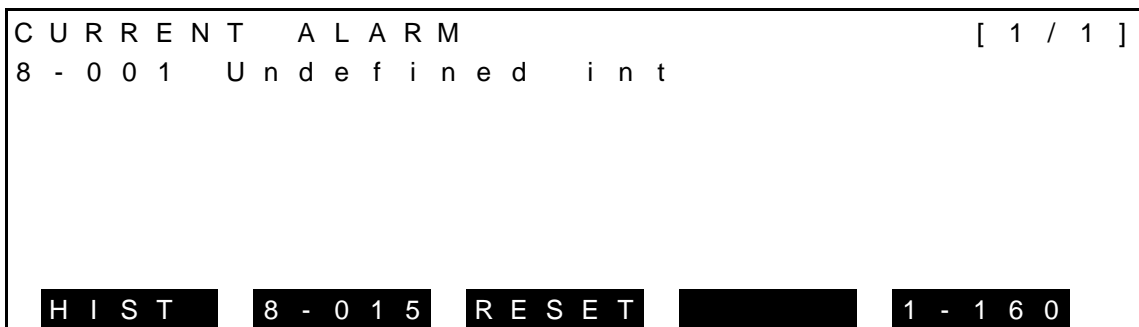 CURRENT ALARM [1/1]
8-001 Undefined int
HIST 8-015 RESET 1-160